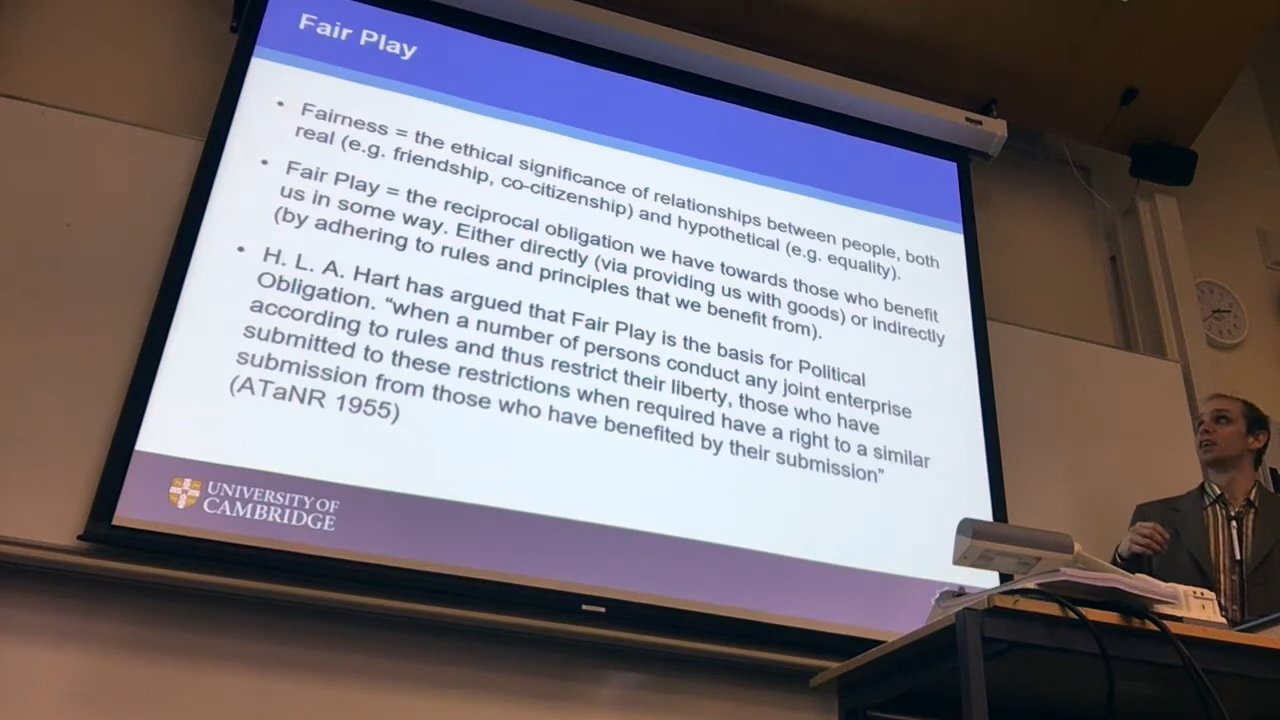 Fair Play
• Fairness = the ethical significance of relationships between people, both
real (e.g. friendship, co-citizenship) and hypothetical (e.g. equality).
• Fair Play = the reciprocal obligation we have towards those who benefit
us in some way. Either directly (via providing us with goods) or indirectly
(by adhering to rules and principles that we benefit from).
• H. L. A. Hart has argued that Fair Play is the basis for Political
Obligation. “when a number of persons conduct any joint enterprise
according to rules and thus restrict their liberty, those who have
submitted to these restrictions when required have a right to a similar
submission from those who have benefited by their submission”
(ATaNR 1955)
UNIVERSITY OF
CAMBRIDGE